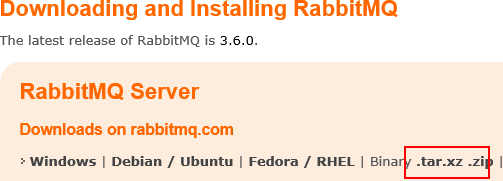 Downloading and Installing RabbitMQ
The latest release of RabbitMQ is 3.6.0.
RabbitMQ Server
Downloads on rabbitmq.com
Windows | Debian / Ubuntu | Fedora / RHEL | Binary .tar.xz .zip |